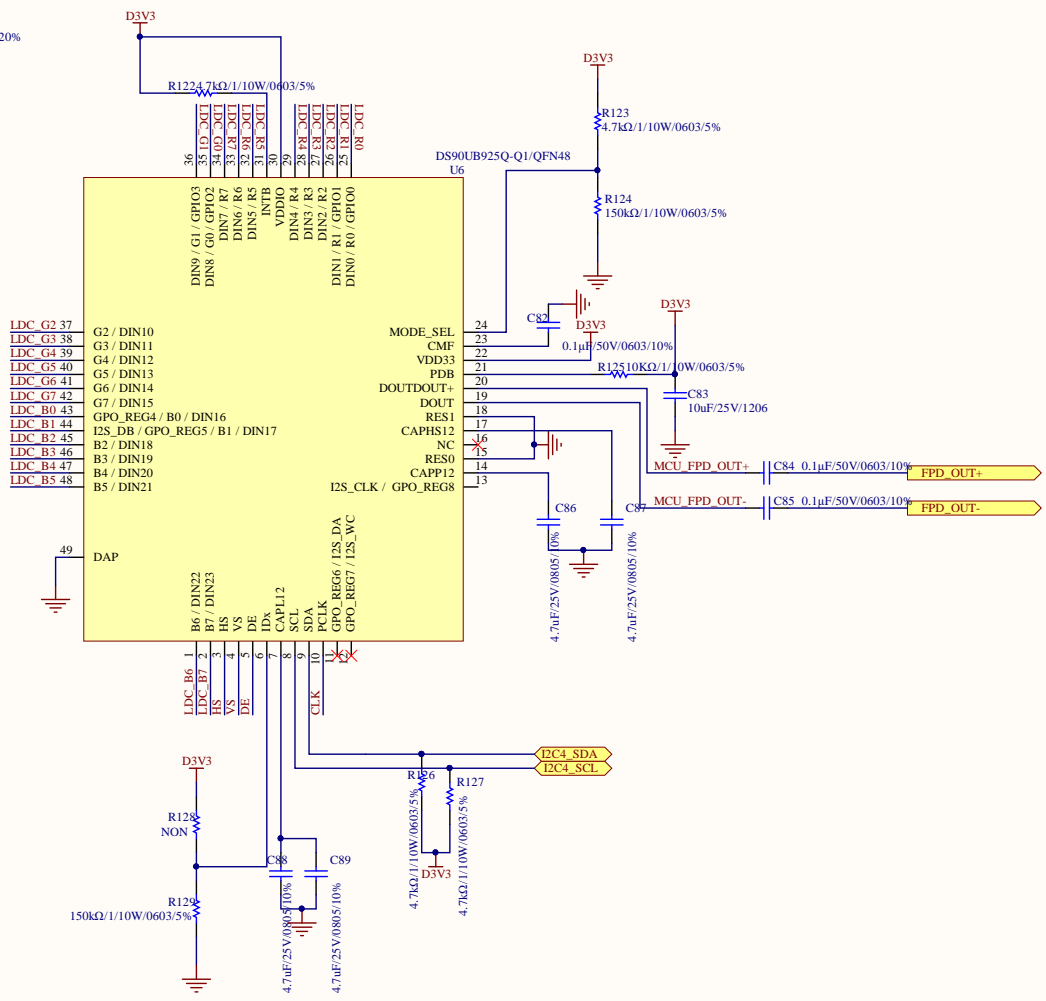 D3V3
20%
R122 4.7kΩ/1/10W/0603/5%
LDC_G1
LDC_G0
LDC_R7
LDC_R6
LDC_R5
LDC_R4
LDC_R3
LDC_R2
LDC_R1
LDC_R0
36
35
34
33
32
31
30
29
28
27
26
25
D3V3
R123
4.7kΩ/1/10W/0603/5%
DS90UB925Q-Q1/QFN48
U6
R124
150kΩ/1/10W/0603/5%
DIN9 / G1 / GPIO3
DIN8 / G0 / GPIO2
DIN7 / R7
DIN6 / R6
DIN5 / R5
INTB
VDDIO
DIN4 / R4
DIN3 / R3
DIN2 / R2
DIN1 / R1 / GPIO1
DIN0 / R0 / GPIO0
LDC_G2 37 G2 / DIN10
LDC_G3 38 G3 / DIN11
LDC_G4 39 G4 / DIN12
LDC_G5 40 G5 / DIN13
LDC_G6 41 G6 / DIN14
LDC_G7 42 G7 / DIN15
LDC_B0 43 GPO_REG4 / B0 / DIN16
LDC_B1 44 I2S_DB / GPO_REG5 / B1 / DIN17
LDC_B2 45 B2 / DIN18
LDC_B3 46 B3 / DIN19
LDC_B4 47 B4 / DIN20
LDC_B5 48 B5 / DIN21
49 DAP
MODE_SEL 24
CMF 23
VDD33 22
PDB 21
DOUTDOUT+ 20
DOUT 19
RES1 18
CAPHS12 17
NC 16
RES0 15
CAPP12 14
I2S_CLK / GPO_REG8 13
C82
0.1µF/50V/0603/10%
D3V3
D3V3
R125 10KΩ/1/10W/0603/5%
C83
10uF/25V/1206
MCU_FPD_OUT+ C84 0.1µF/50V/0603/10% FPD_OUT+
MCU_FPD_OUT- C85 0.1µF/50V/0603/10% FPD_OUT-
C86
4.7uF/25V/0805/10%
C87
4.7uF/25V/0805/10%
B6 / DIN22
B7 / DIN23
HS
VS
DE
IDx
CAPL12
SCL
SDA
PCLK
GPO_REG6 / I2S_DA
GPO_REG7 / I2S_WC
1
2
3
4
5
6
7
8
9
10
11
12
LDC_B6
LDC_B7
HS
VS
DE
CLK
I2C4_SDA
I2C4_SCL
R126
4.7kΩ/1/10W/0603/5%
R127
4.7kΩ/1/10W/0603/5%
D3V3
D3V3
R128
NON
R129
150kΩ/1/10W/0603/5%
C88
4.7uF/25V/0805/10%
C89
4.7uF/25V/0805/10%